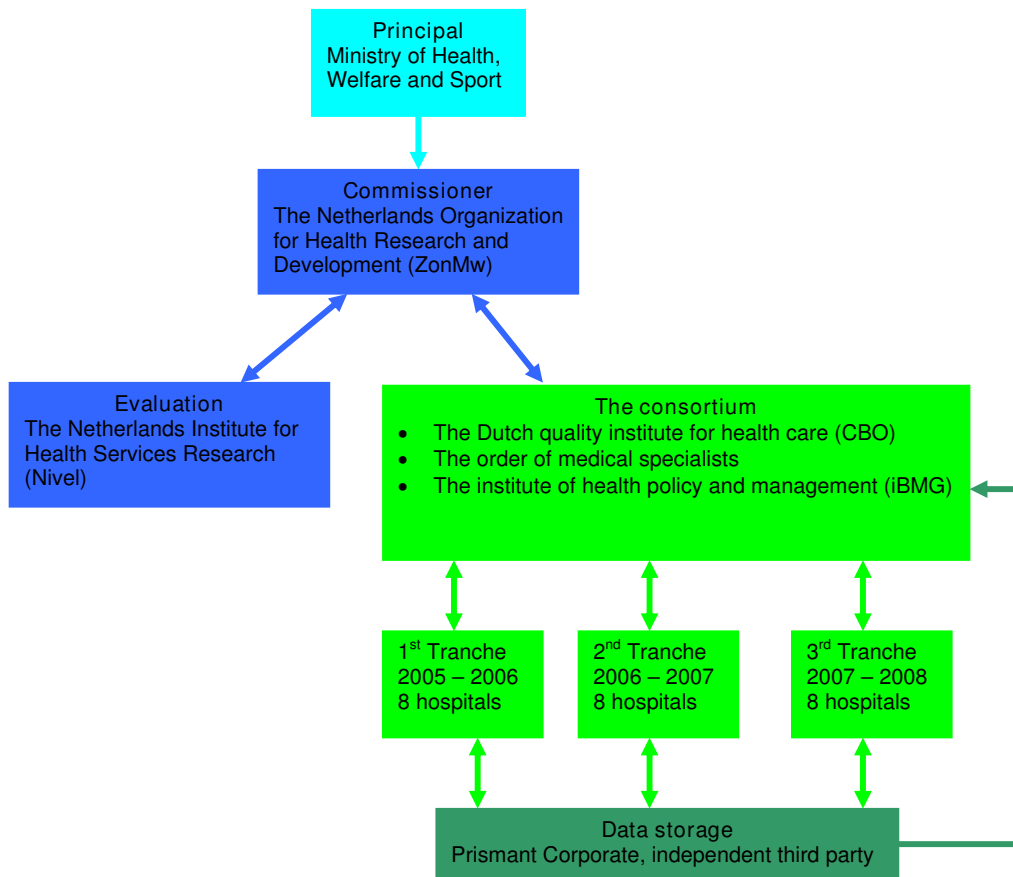 Principal
Ministry of Health,
Welfare and Sport
Commissioner
The Netherlands Organization
for Health Research and
Development (ZonMw)
Evaluation
The Netherlands Institute for
Health Services Research
(Nivel)
The consortium
• The Dutch quality institute for health care (CBO)
• The order of medical specialists
• The institute of health policy and management (iBMG)
1st Tranche
2005 – 2006
8 hospitals
2nd Tranche
2006 – 2007
8 hospitals
3rd Tranche
2007 – 2008
8 hospitals
Data storage
Prismant Corporate, independent third party